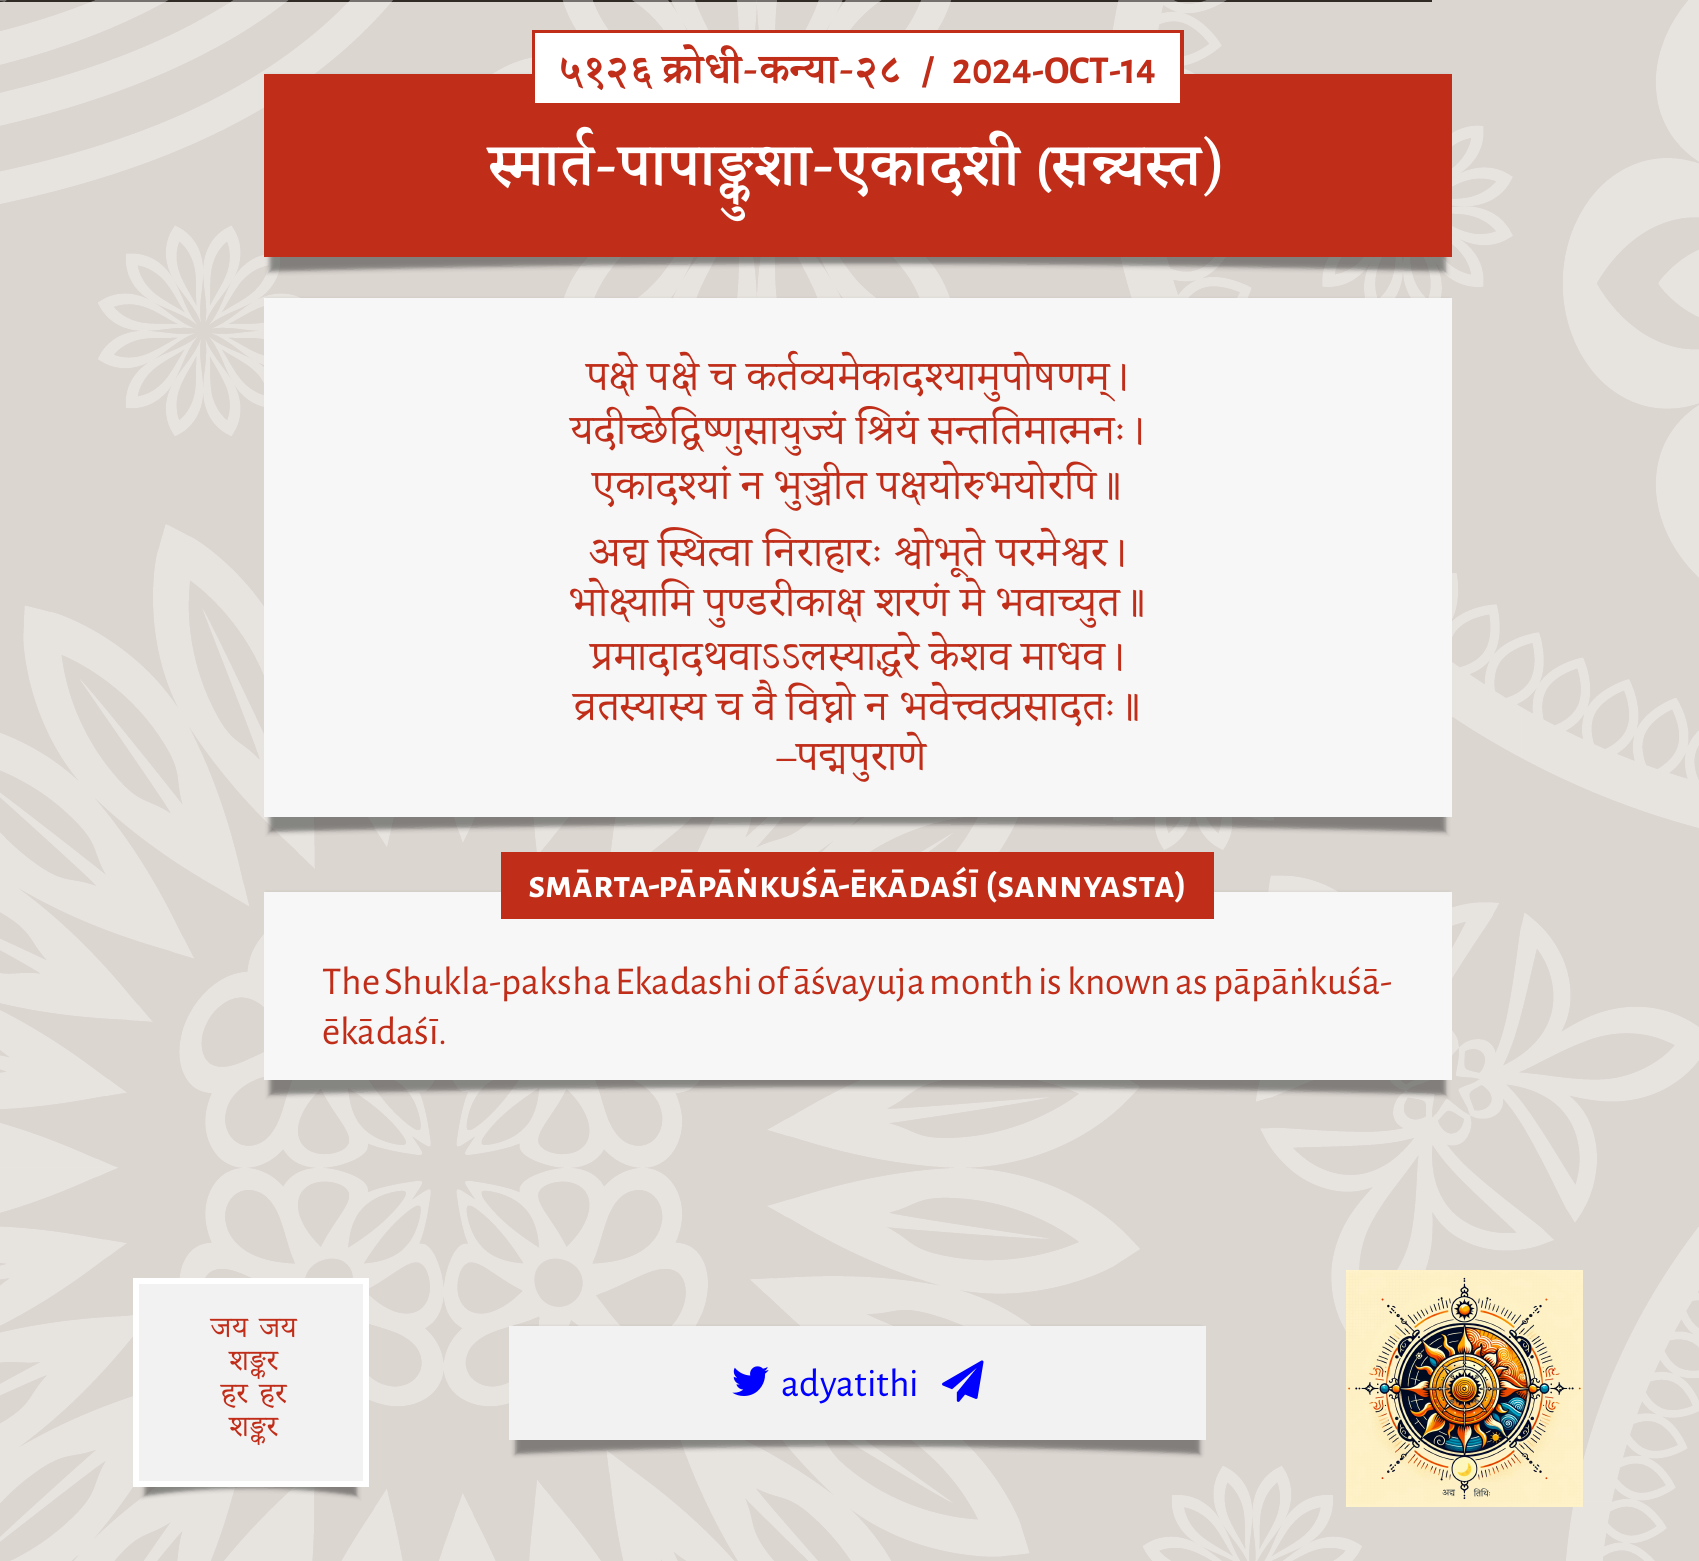 ५१२६ क्रोधी-कन्या-२८ / 2024-OCT-14
स्मार्त-पापाङ्कुशा-एकादशी (सन्न्यस्त)
पक्षे पक्षे च कर्तव्यमेकादश्यामुपोषणम्।
यदीच्छेद्विष्णुसायुज्यं श्रियं सन्ततिमात्मनः।
एकादश्यां न भुञ्जीत पक्षयोरुभयोरपि॥
अद्य स्थित्वा निराहारः श्वोभूते परमेश्वर।
भोक्ष्यामि पुण्डरीकाक्ष शरणं मे भवाच्युत॥
प्रमादादथवाऽऽलस्याद्धरे केशव माधव।
व्रतस्यास्य च वै विघ्नो न भवेत्त्वत्प्रसादतः॥
–पद्मपुराणे
SMĀRTA-PĀPĀṄKUŚĀ-ĒKĀDAŚĪ (SANNYASTA)
The Shukla-paksha Ekadashi of āśvayuja month is known as pāpāṅkuśā-
ēkādaśī.
जय जय
शङ्कर
हर हर
शङ्कर
adyatithi
अद्य तिथिः